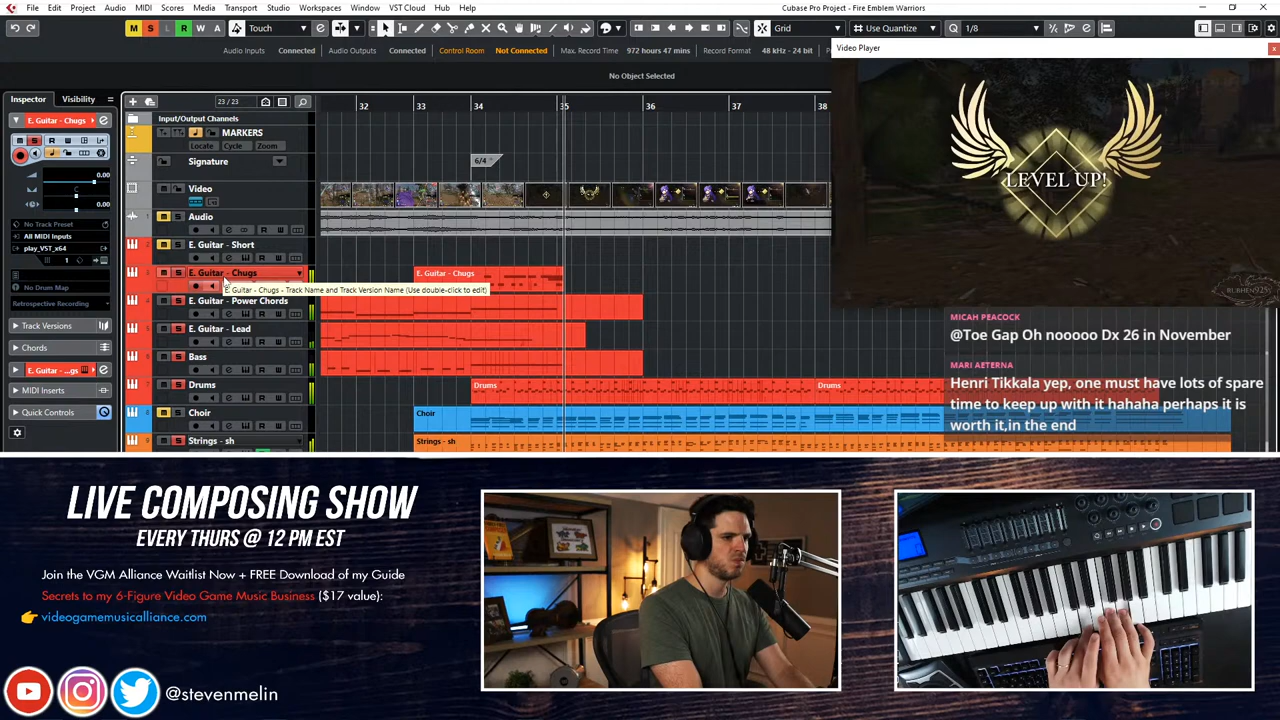 File Edit Project Audio MIDI Scores Media Transport Studio Workspaces Window VST Cloud Hub Help
Cubase Pro Project - Fire Emblem Warriors
M S L R W A Touch Grid Use Quantize 1/8
Audio Inputs Connected Audio Outputs Connected Control Room Not Connected Max. Record Time 972 hours 47 mins Record Format 48 kHz - 24 bit
Video Player
No Object Selected
Inspector Visibility
23 / 23
32 33 34 35 36 37 38
E. Guitar - Chugs
Input/Output Channels
MARKERS
Locate Cycle Zoom
Signature
6/4
0.00
0.00
Video
No Track Preset
All MIDI Inputs
play_VST_x64
1
No Drum Map
Retrospective Recording
Audio
E. Guitar - Short
E. Guitar - Chugs
E. Guitar - Chugs
E. Guitar - Chugs - Track Name and Track Version Name (Use double-click to edit)
E. Guitar - Power Chords
E. Guitar - Lead
Bass
Drums
Drums
Drums
Choir
Choir
Strings - sh
Strings - sh
Track Versions
Chords
E. Guitar - ...gs
MIDI Inserts
Quick Controls
LEVEL UP!
MICAH PEACOCK
@Toe Gap Oh nooooo Dx 26 in November
MARI AETERNA
Henri Tikkala yep, one must have lots of spare
time to keep up with it hahaha perhaps it is
worth it,in the end
LIVE COMPOSING SHOW
EVERY THURS @ 12 PM EST
Join the VGM Alliance Waitlist Now + FREE Download of my Guide
Secrets to my 6-Figure Video Game Music Business ($17 value):
videogamemusicalliance.com
@stevenmelin